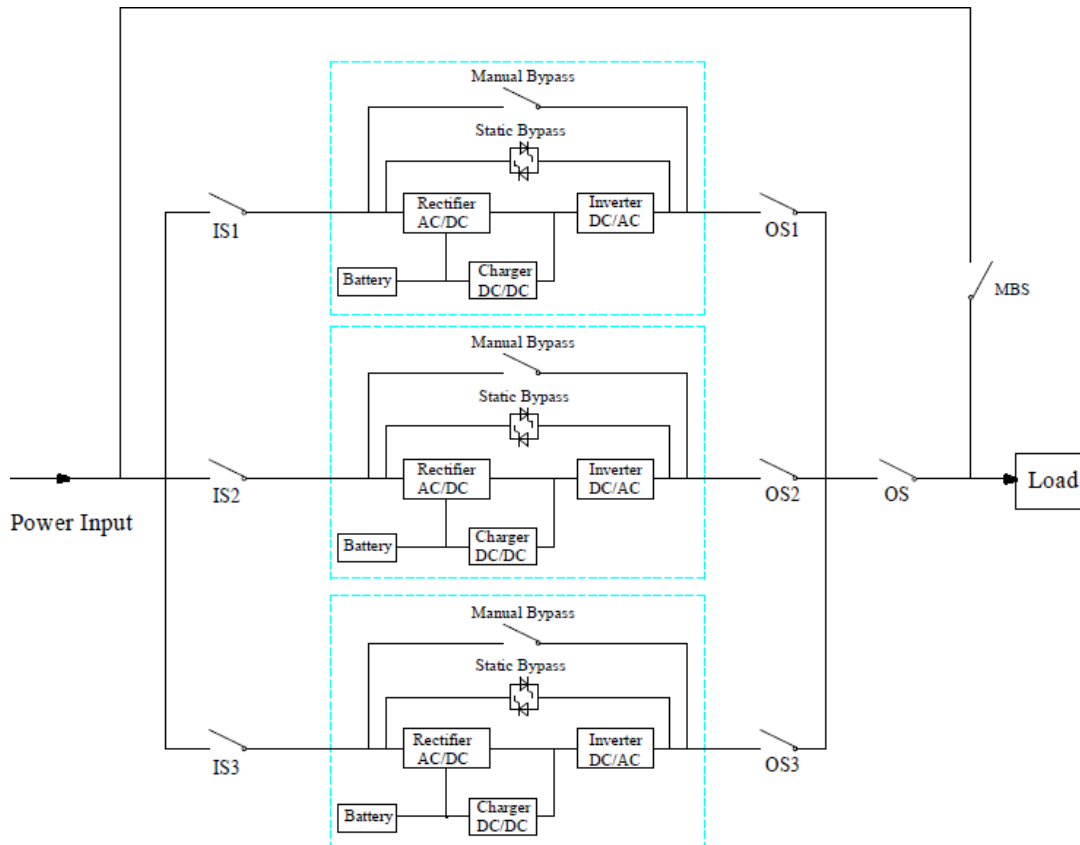 Manual Bypass
Static Bypass
Rectifier
AC/DC
Inverter
DC/AC
IS1
OS1
Battery
Charger
DC/DC
MBS
Manual Bypass
Static Bypass
Rectifier
AC/DC
Inverter
DC/AC
IS2
OS2
OS
Load
Power Input
Battery
Charger
DC/DC
Manual Bypass
Static Bypass
Rectifier
AC/DC
Inverter
DC/AC
IS3
OS3
Battery
Charger
DC/DC